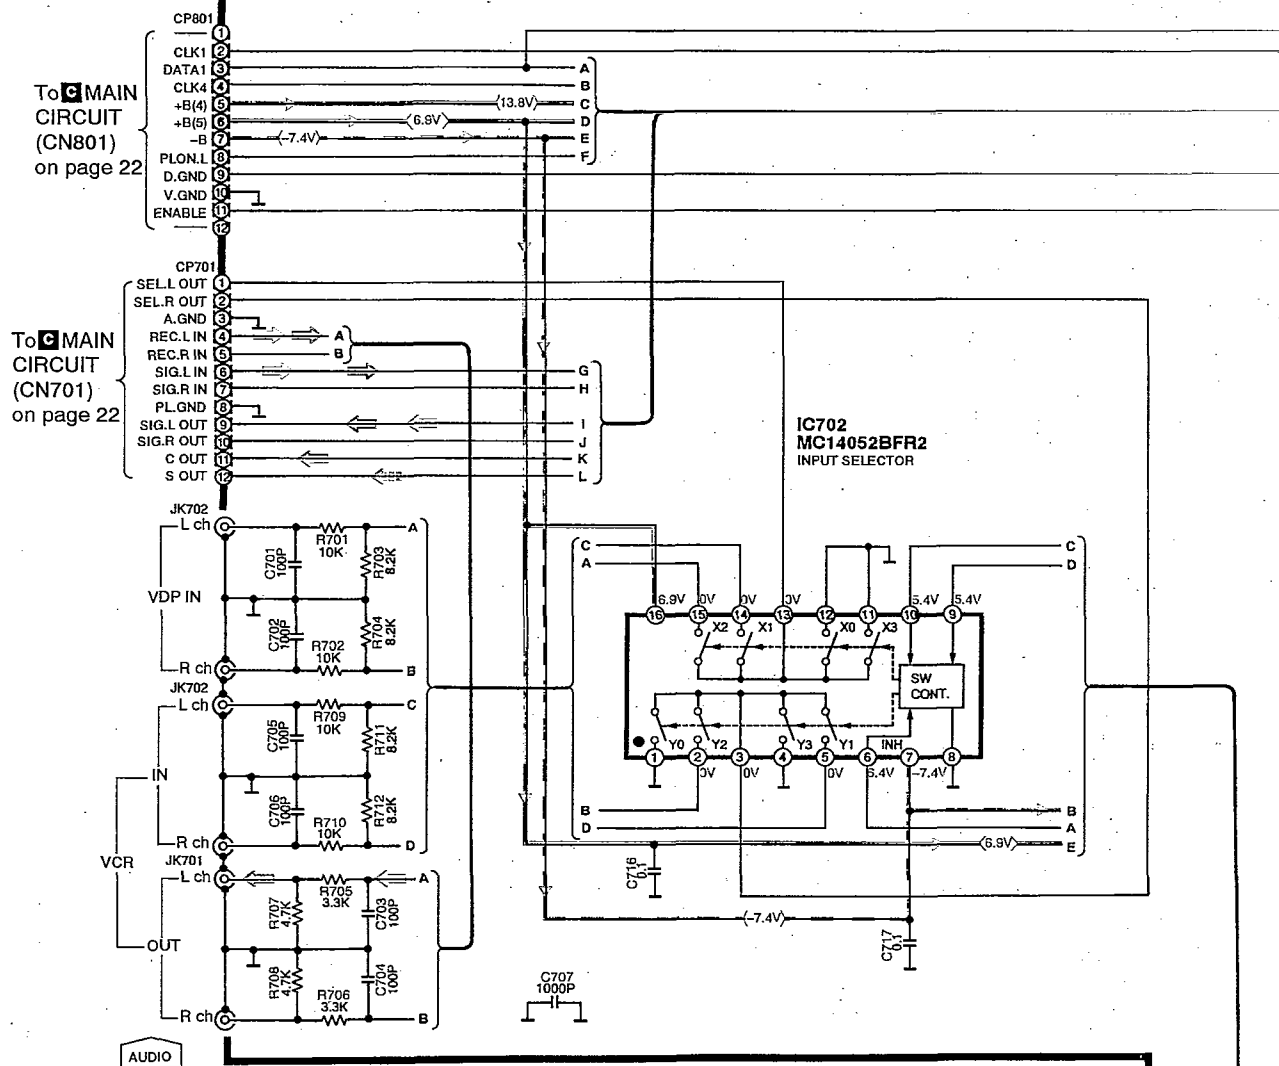 CP801
1
CLK1 2
DATA1 3 A
CLK4 4 B
+B(4) 5 (13.8V) C
+B(5) 6 (6.9V) D
-B 7 (-7.4V) E
PLON.L 8 F
D.GND 9
V.GND 10
ENABLE 11
12
To C MAIN
CIRCUIT
(CN801)
on page 22
CP701
SEL.L OUT 1
SEL.R OUT 2
A.GND 3
REC.L IN 4 A
REC.R IN 5 B
SIG.L IN 6 G
SIG.R IN 7 H
PL.GND 8
SIG.L OUT 9 I
SIG.R OUT 10 J
C OUT 11 K
S OUT 12 L
To C MAIN
CIRCUIT
(CN701)
on page 22
IC702
MC14052BFR2
INPUT SELECTOR
JK702
L ch A
R701
10K
C701
100P
R703
8.2K
VDP IN
C702
100P
R704
8.2K
R702
10K
R ch B
JK702
L ch C
R709
10K
C705
100P
R711
8.2K
IN
C706
100P
R712
8.2K
R710
10K
R ch D
VCR
JK701
L ch A
R705
3.3K
R707
4.7K
C703
100P
OUT
R708
4.7K
C704
100P
R706
3.3K
R ch B
C C
A D
6.9V 0V 0V 0V 5.4V 5.4V
16 15 14 13 12 11 10 9
X2 X1 X0 X3
SW
CONT.
Y0 Y2 Y3 Y1 INH
1 2 3 4 5 6 7 8
0V 0V 0V 6.4V -7.4V
B B
D A
(6.9V) E
C716
0.1
(-7.4V)
C717
0.1
C707
1000P
AUDIO